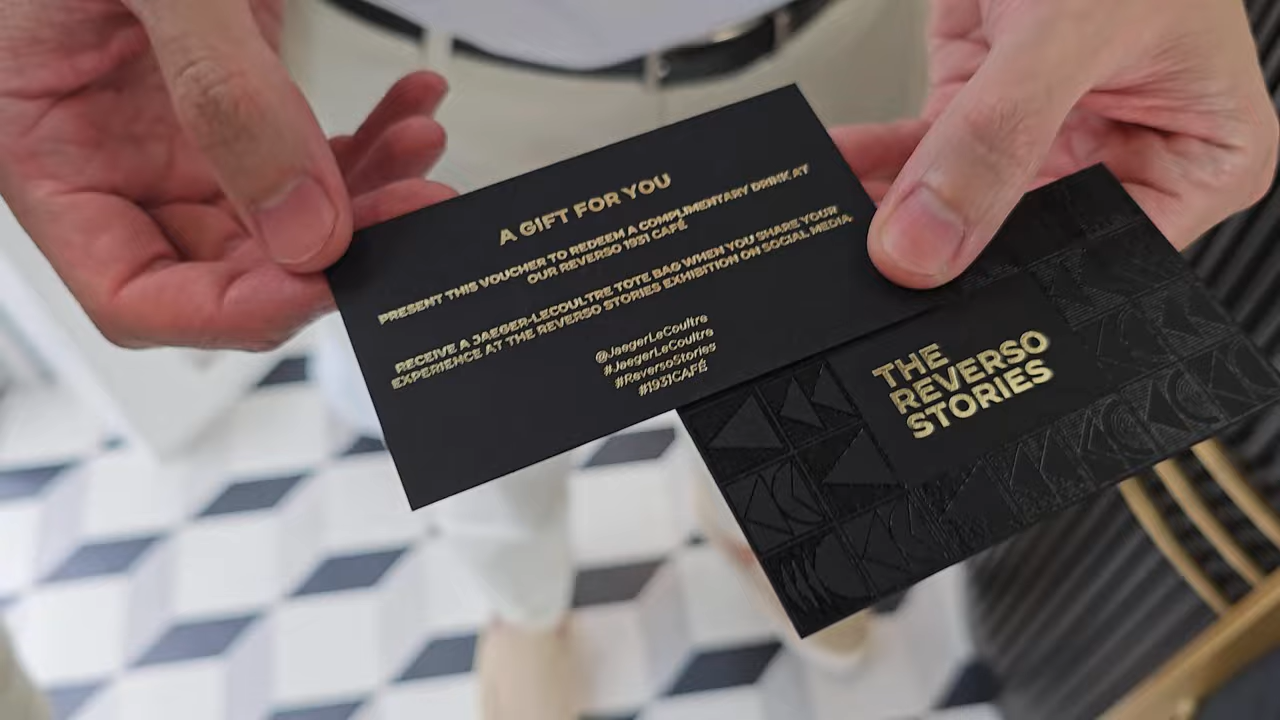 A GIFT FOR YOU
PRESENT THIS VOUCHER TO REDEEM A COMPLIMENTARY DRINK AT
OUR REVERSO 1931 CAFÉ
RECEIVE A JAEGER-LECOULTRE TOTE BAG WHEN YOU SHARE YOUR
EXPERIENCE AT THE REVERSO STORIES EXHIBITION ON SOCIAL MEDIA.
@JaegerLeCoultre
#JaegerLeCoultre
#ReversoStories
#1931CAFÉ
THE
REVERSO
STORIES